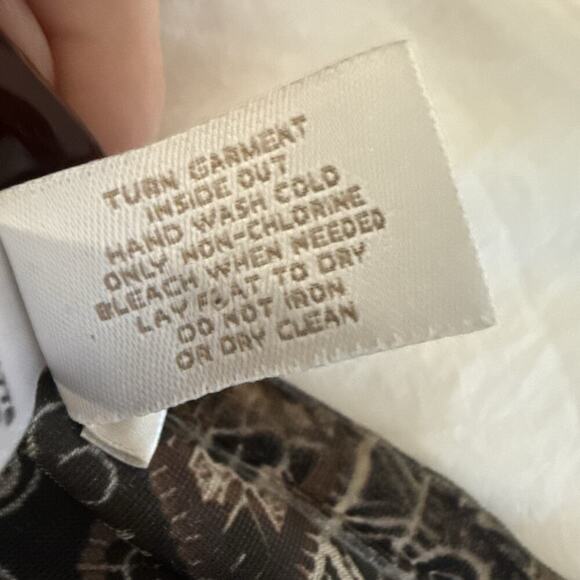 TURN GARMENT
INSIDE OUT
HAND WASH COLD
ONLY NON-CHLORINE
BLEACH WHEN NEEDED
LAY FLAT TO DRY
DO NOT IRON
OR DRY CLEAN